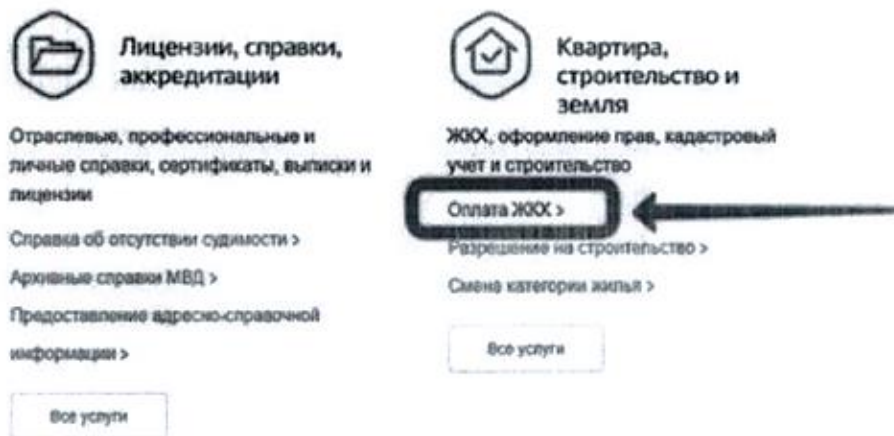 Лицензии, справки,
аккредитации
Отраслевые, профессиональные и
личные справки, сертификаты, выписки и
лицензии
Справка об отсутствии судимости >
Архивные справки МВД >
Предоставление адресно-справочной
информации >
Все услуги
Квартира,
строительство и
земля
ЖКХ, оформление прав, кадастровый
учет и строительство
Оплата ЖКХ >
Разрешение на строительство >
Смена категории жилья >
Все услуги